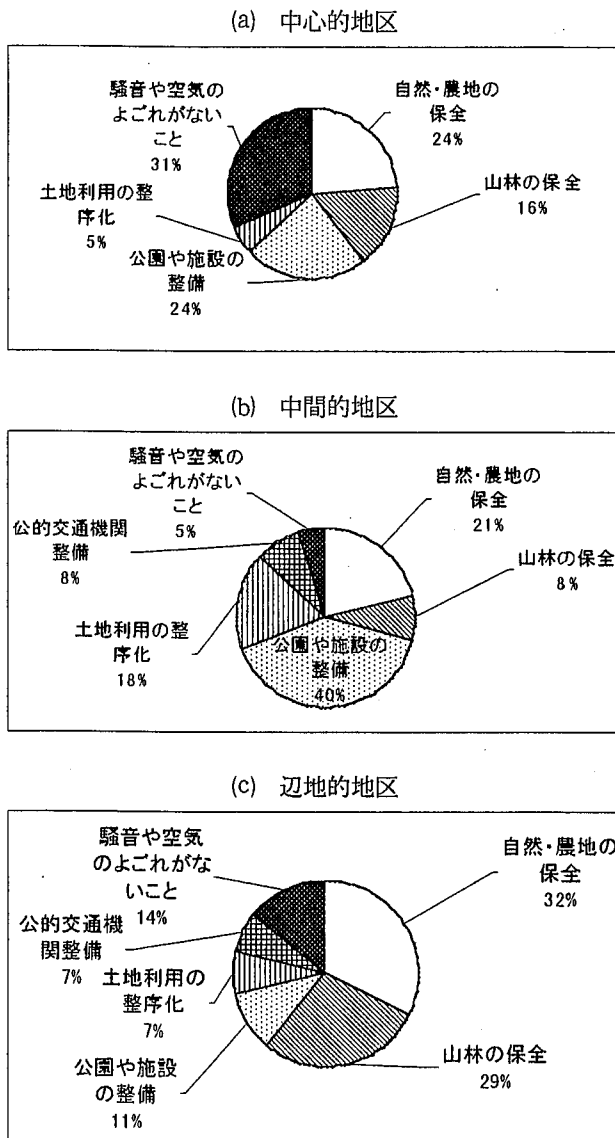 (a) 中心的地区
騒音や空気の
よごれがない
こと
31%
自然・農地の
保全
24%
山林の保全
16%
土地利用の整
序化
5%
公園や施設の
整備
24%
(b) 中間的地区
騒音や空気の
よごれがない
こと
5%
自然・農地の
保全
21%
公的交通機関
整備
8%
山林の保全
8%
土地利用の整
序化
18%
公園や施設の
整備
40%
(c) 辺地的地区
騒音や空気
のよごれがな
いこと
14%
自然・農地の
保全
32%
公的交通機
関整備
7%
土地利用の
整序化
7%
公園や施設
の整備
11%
山林の保全
29%